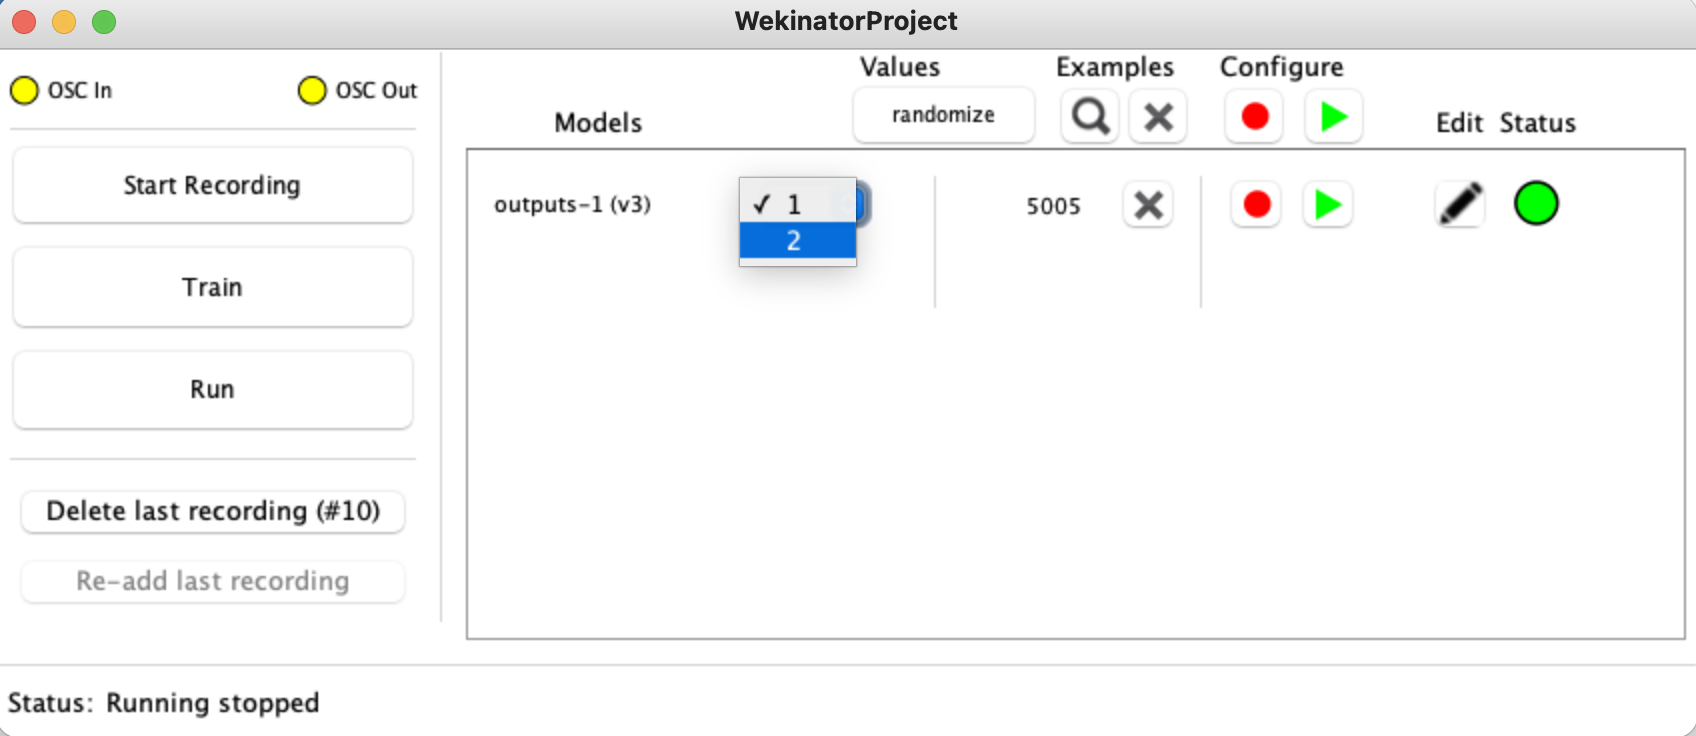 WekinatorProject
OSC In
OSC Out
Start Recording
Train
Run
Delete last recording (#10)
Re-add last recording
Models
Values
randomize
Examples
Configure
Edit
Status
outputs-1 (v3)
✓ 1
2
5005
Status: Running stopped